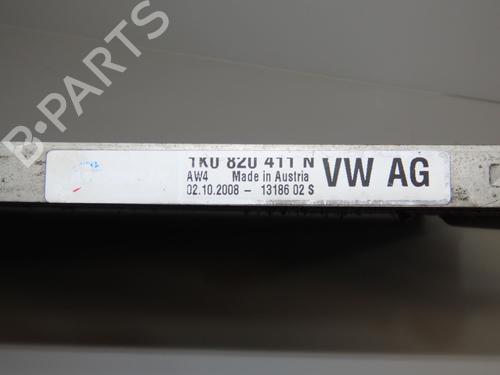 B-PARTS
1K0 820 411 N
AW4 Made in Austria
02.10.2008 - 13186 02 S
VW AG